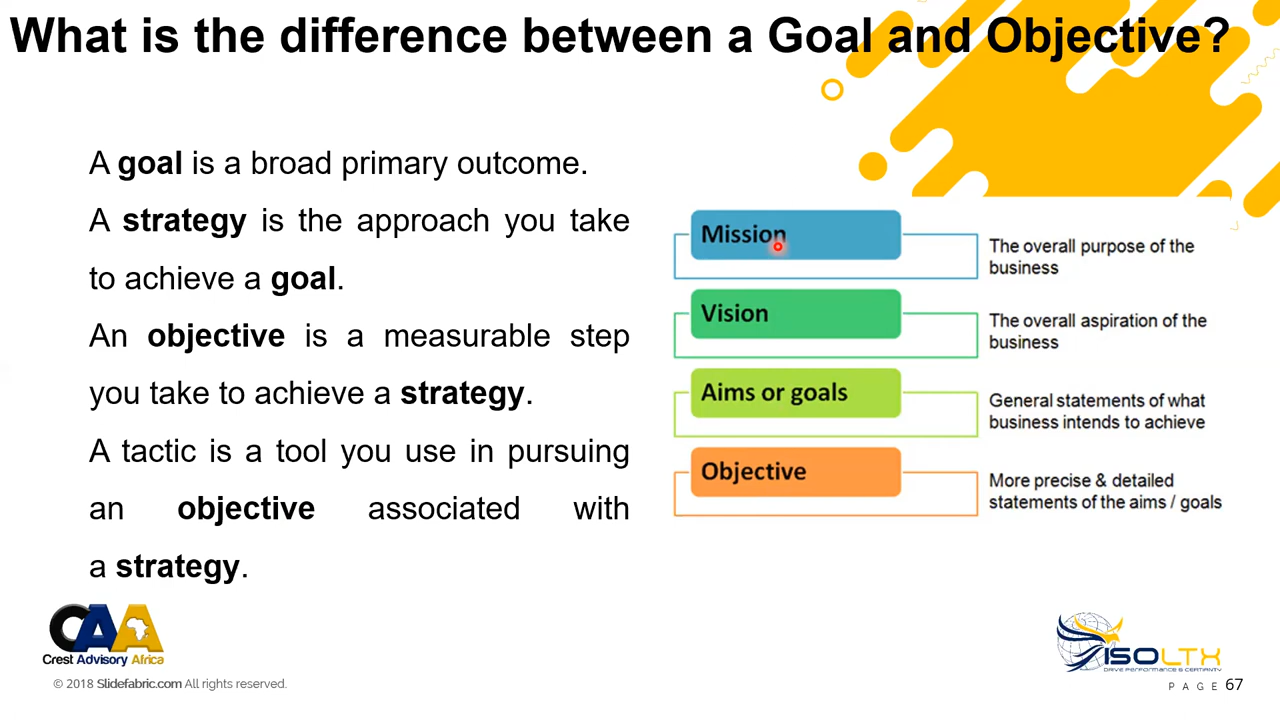 What is the difference between a Goal and Objective?
A goal is a broad primary outcome.
A strategy is the approach you take
to achieve a goal.
An objective is a measurable step
you take to achieve a strategy.
A tactic is a tool you use in pursuing
an objective associated with
a strategy.
Mission
The overall purpose of the
business
Vision
The overall aspiration of the
business
Aims or goals
General statements of what
business intends to achieve
Objective
More precise & detailed
statements of the aims / goals
CAA
Crest Advisory Africa
© 2018 Slidefabric.com All rights reserved.
ISOLTX
DRIVE PERFORMANCE & CERTAINTY
PAGE 67